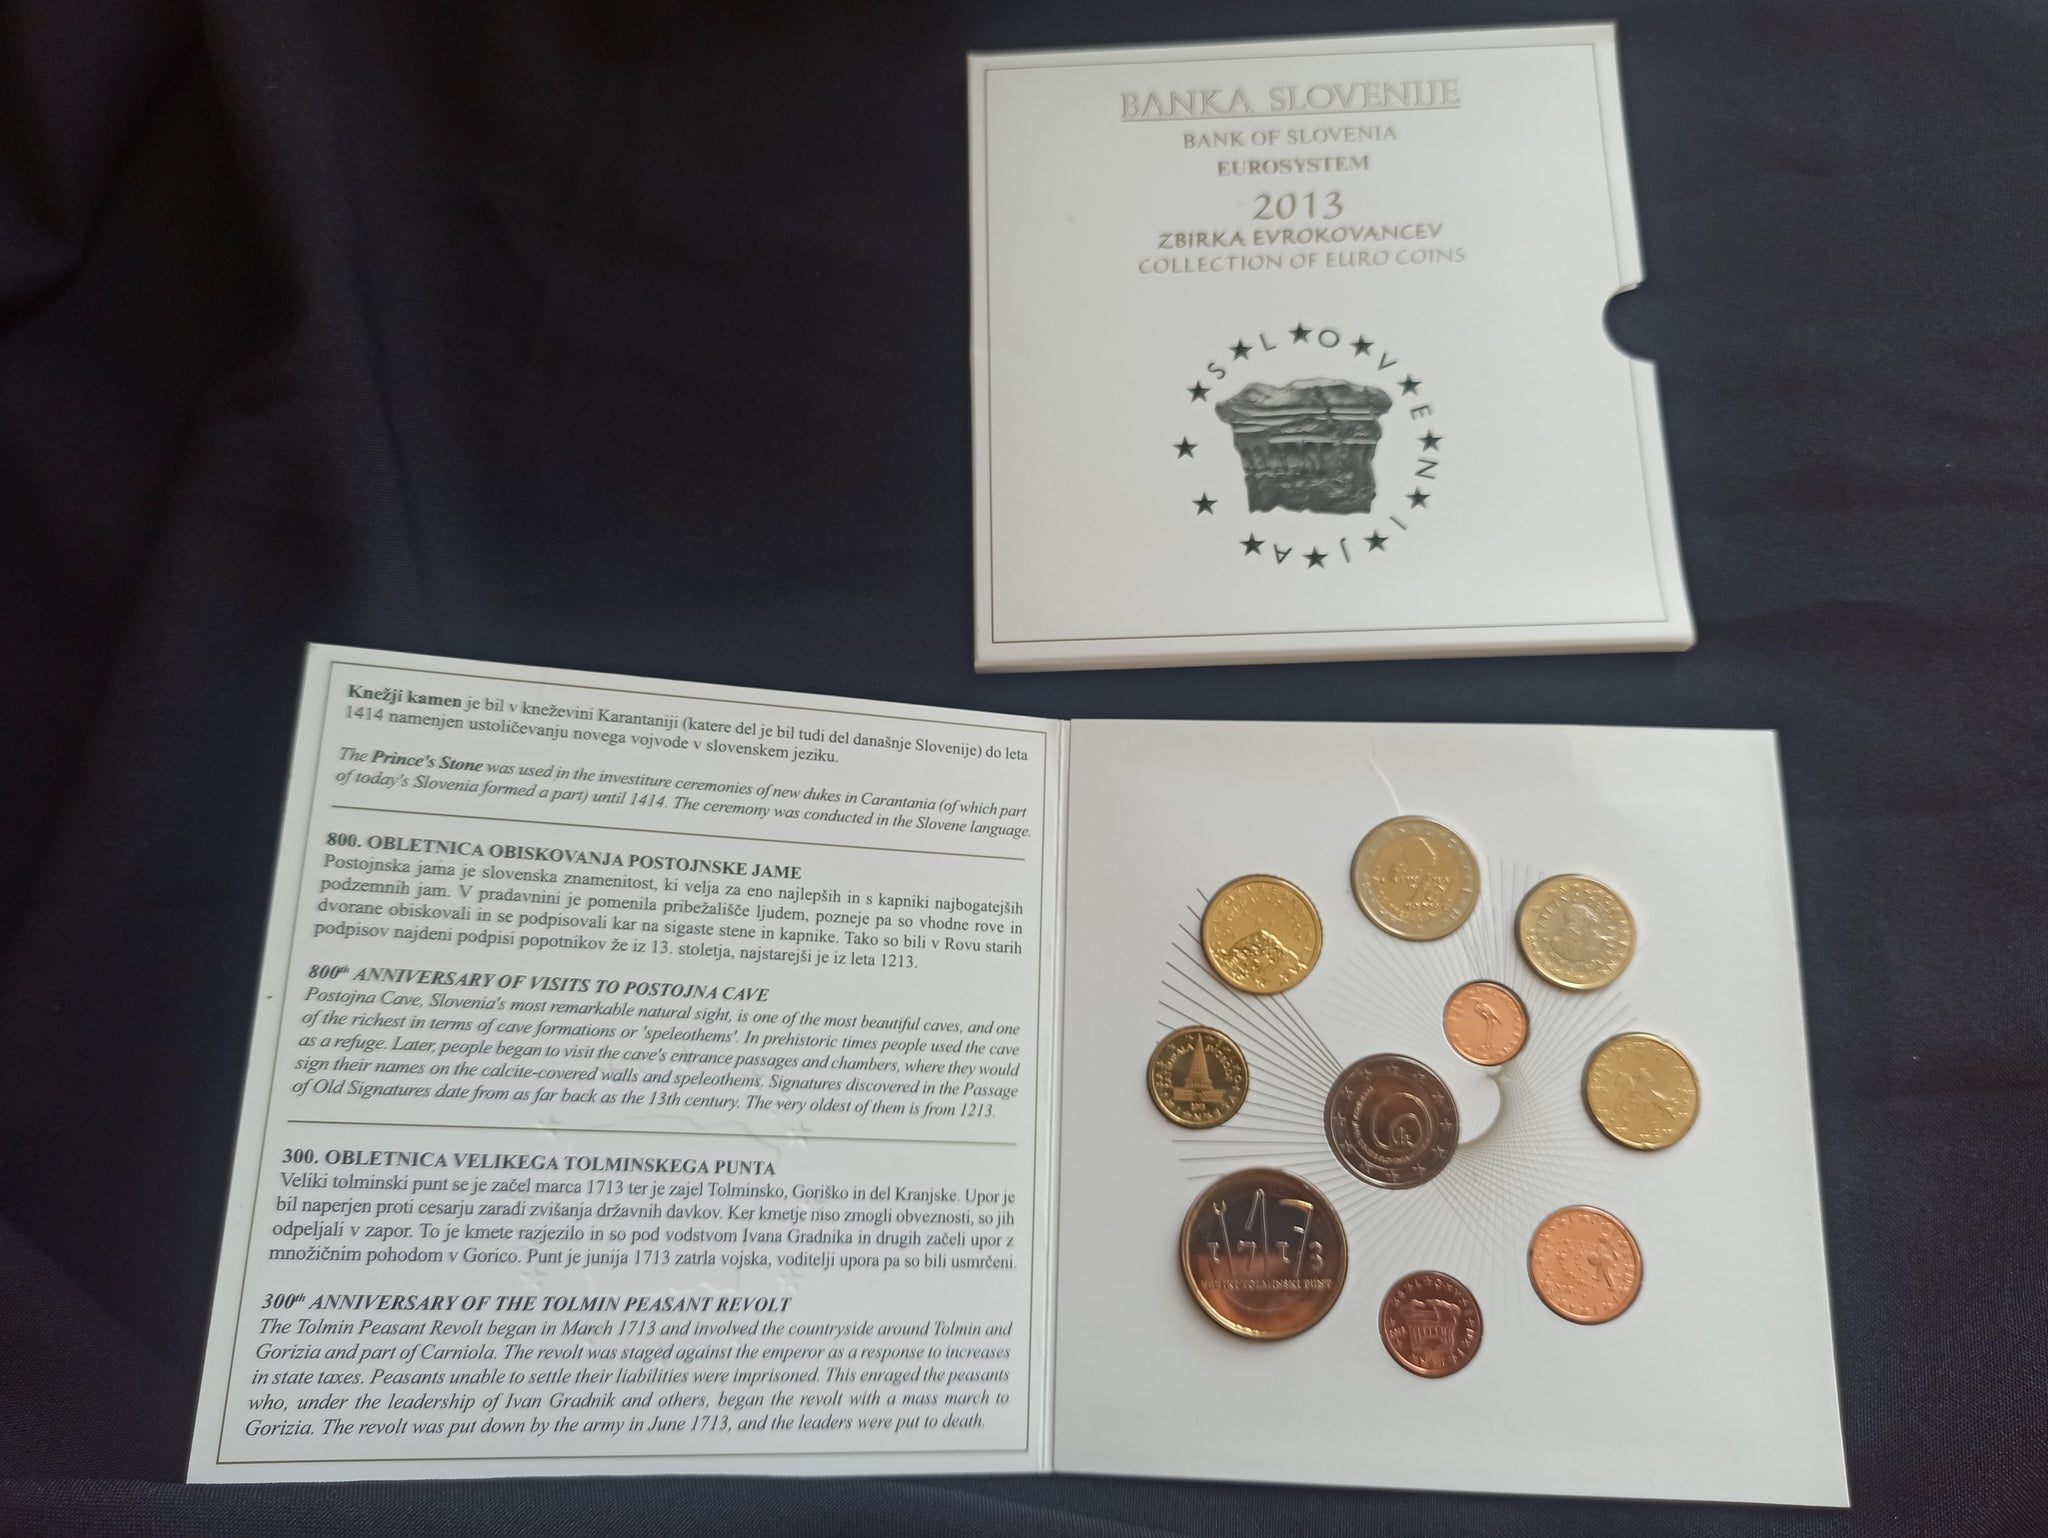 BANKA SLOVENIJE
BANK OF SLOVENIA
EUROSYSTEM
2013
ZBIRKA EVROKOVANCEV
COLLECTION OF EURO COINS
SLOVENIJA
Knežji kamen je bil v kneževini Karantaniji (katere del je bil tudi del današnje Slovenije) do leta
1414 namenjen ustoličevanju novega vojvode v slovenskem jeziku.
The Prince's Stone was used in the investiture ceremonies of new dukes in Carantania (of which part
of today's Slovenia formed a part) until 1414. The ceremony was conducted in the Slovene language.
800. OBLETNICA OBISKOVANJA POSTOJNSKE JAME
Postojnska jama je slovenska znamenitost, ki velja za eno najlepših in s kapniki najbogatejših
podzemnih jam. V pradavnini je pomenila pribežališče ljudem, pozneje pa so vhodne rove in
dvorane obiskovali in se podpisovali kar na sigaste stene in kapnike. Tako so bili v Rovu starih
podpisov najdeni podpisi popotnikov že iz 13. stoletja, najstarejši je iz leta 1213.
800th ANNIVERSARY OF VISITS TO POSTOJNA CAVE
Postojna Cave, Slovenia's most remarkable natural sight, is one of the most beautiful caves, and one
of the richest in terms of cave formations or 'speleothems'. In prehistoric times people used the cave
as a refuge. Later, people began to visit the cave's entrance passages and chambers, where they would
sign their names on the calcite-covered walls and speleothems. Signatures discovered in the Passage
of Old Signatures date from as far back as the 13th century. The very oldest of them is from 1213.
300. OBLETNICA VELIKEGA TOLMINSKEGA PUNTA
Veliki tolminski punt se je začel marca 1713 ter je zajel Tolminsko, Goriško in del Kranjske. Upor je
bil naperjen proti cesarju zaradi zvišanja državnih davkov. Ker kmetje niso zmogli obveznosti, so jih
odpeljali v zapor. To je kmete razjezilo in so pod vodstvom Ivana Gradnika in drugih začeli upor z
množičnim pohodom v Gorico. Punt je junija 1713 zatrla vojska, voditelji upora pa so bili usmrčeni.
300th ANNIVERSARY OF THE TOLMIN PEASANT REVOLT
The Tolmin Peasant Revolt began in March 1713 and involved the countryside around Tolmin and
Gorizia and part of Carniola. The revolt was staged against the emperor as a response to increases
in state taxes. Peasants unable to settle their liabilities were imprisoned. This enraged the peasants
who, under the leadership of Ivan Gradnik and others, began the revolt with a mass march to
Gorizia. The revolt was put down by the army in June 1713, and the leaders were put to death.
1713
VELIKI TOLMINSKI PUNT